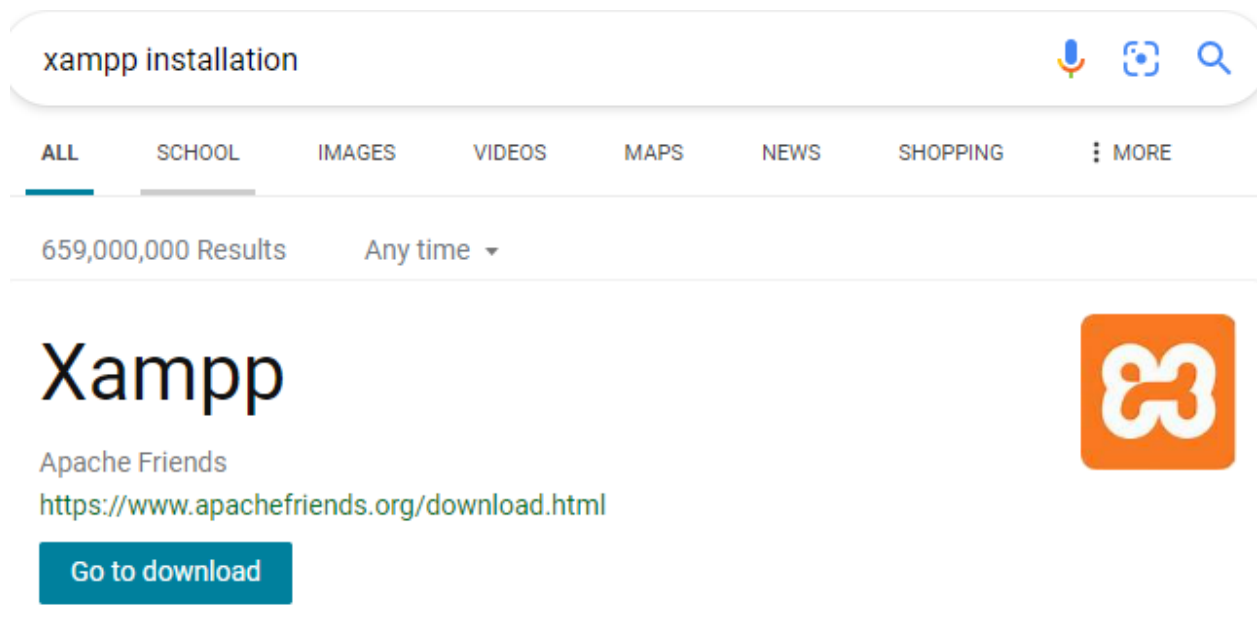 xampp installation
ALL SCHOOL IMAGES VIDEOS MAPS NEWS SHOPPING MORE
659,000,000 Results Any time
Xampp
Apache Friends
https://www.apachefriends.org/download.html
Go to download